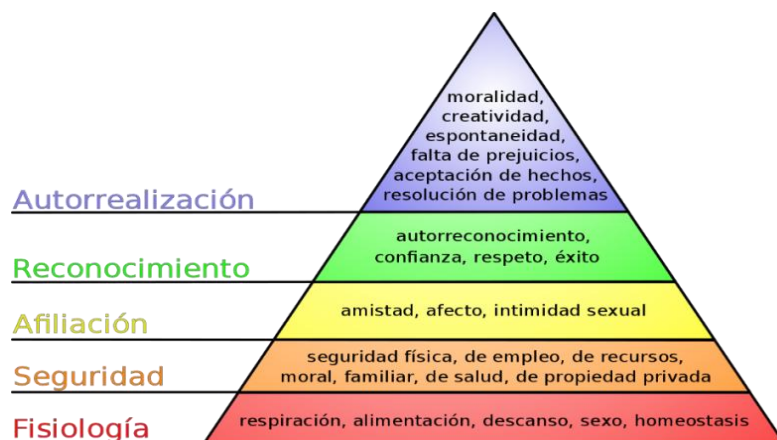 moralidad,
creatividad,
espontaneidad,
falta de prejuicios,
aceptación de hechos,
resolución de problemas
Autorrealización
autorreconocimiento,
confianza, respeto, éxito
Reconocimiento
amistad, afecto, intimidad sexual
Afiliación
seguridad física, de empleo, de recursos,
moral, familiar, de salud, de propiedad privada
Seguridad
respiración, alimentación, descanso, sexo, homeostasis
Fisiología